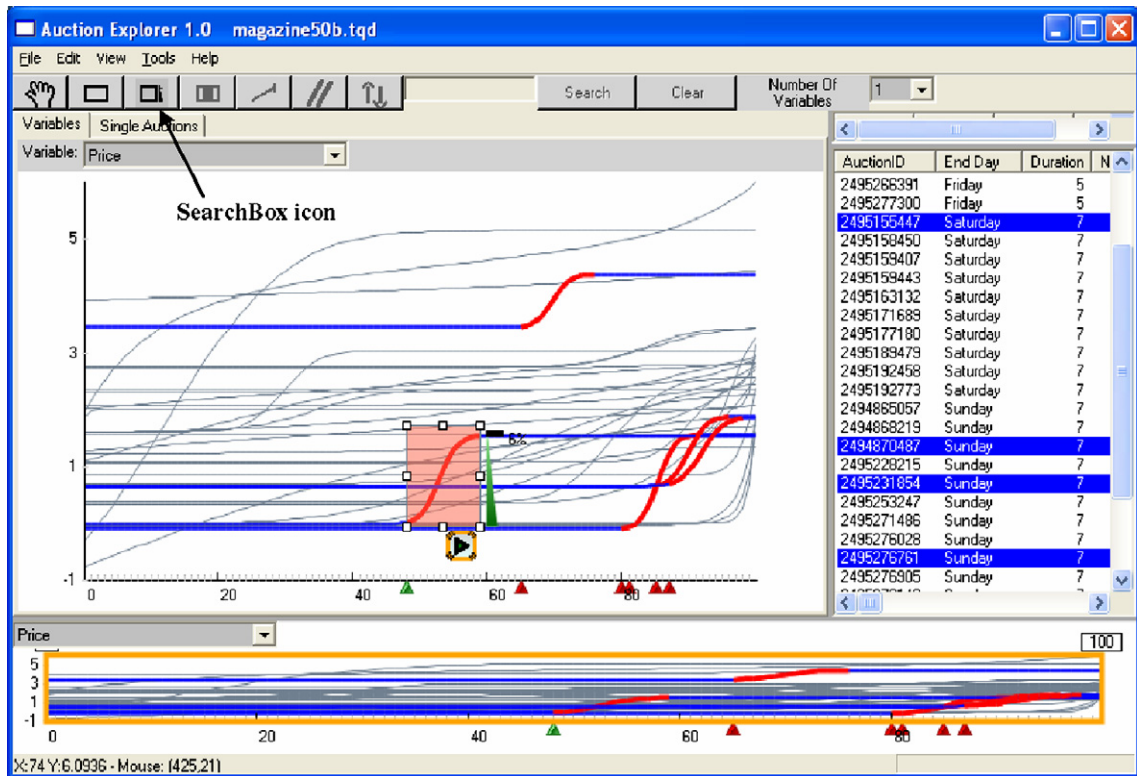 Auction Explorer 1.0 magazine50b.tqd
File Edit View Tools Help
Search Clear Number Of Variables 1
Variables Single Auctions
Variable: Price
SearchBox icon
5
3
1
-1
6%
0 20 40 60 80
AuctionID End Day Duration N
2495266391 Friday 5
2495277300 Friday 5
2495155447 Saturday 7
2495158450 Saturday 7
2495159407 Saturday 7
2495159443 Saturday 7
2495163132 Saturday 7
2495171689 Saturday 7
2495177180 Saturday 7
2495189479 Saturday 7
2495192458 Saturday 7
2495192773 Saturday 7
2494865057 Sunday 7
2494868219 Sunday 7
2494870487 Sunday 7
2495228215 Sunday 7
2495231854 Sunday 7
2495253247 Sunday 7
2495271486 Sunday 7
2495276028 Sunday 7
2495276761 Sunday 7
2495276905 Sunday 7
Price
100
5
3
1
-1
0 20 40 60 80
X:74 Y:6.0936 - Mouse: (425,21)